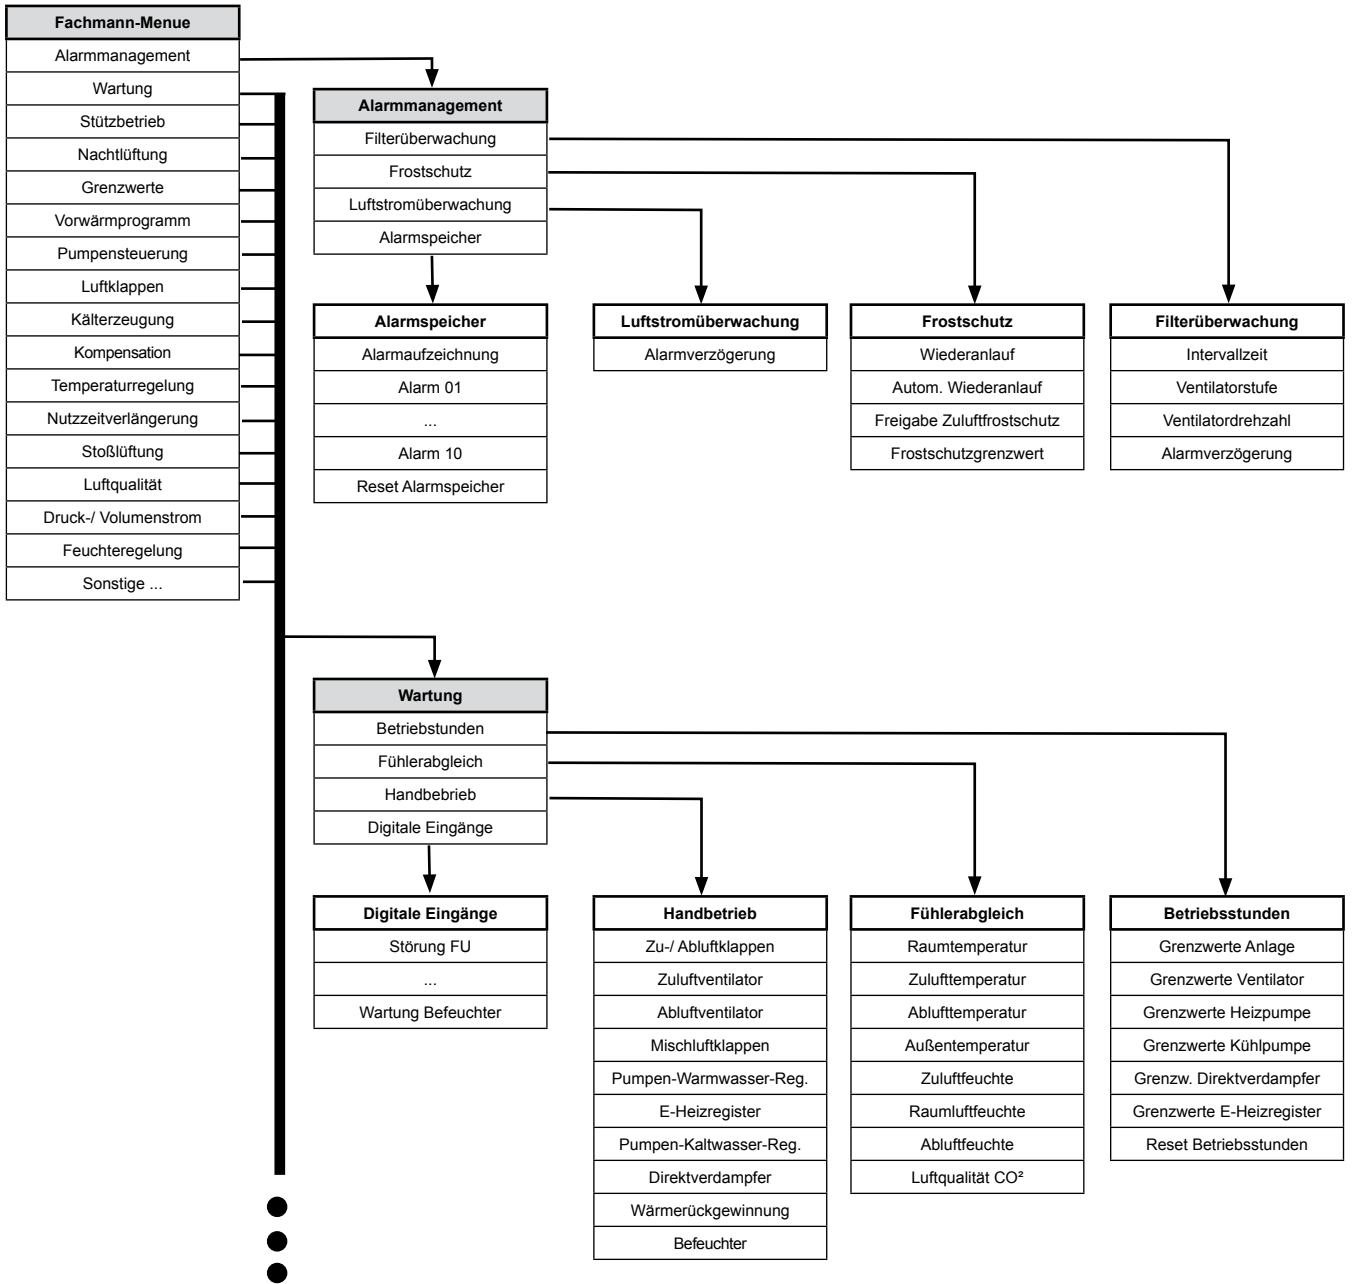 Fachmann-Menue
Alarmmanagement
Wartung
Stützbetrieb
Nachtlüftung
Grenzwerte
Vorwärmprogramm
Pumpensteuerung
Luftklappen
Kälterzeugung
Kompensation
Temperaturregelung
Nutzzeitverlängerung
Stoßlüftung
Luftqualität
Druck-/ Volumenstrom
Feuchteregelung
Sonstige ...
Alarmmanagement
Filterüberwachung
Frostschutz
Luftstromüberwachung
Alarmspeicher
Alarmspeicher
Alarmaufzeichnung
Alarm 01
...
Alarm 10
Reset Alarmspeicher
Luftstromüberwachung
Alarmverzögerung
Frostschutz
Wiederanlauf
Autom. Wiederanlauf
Freigabe Zuluftfrostschutz
Frostschutzgrenzwert
Filterüberwachung
Intervallzeit
Ventilatorstufe
Ventilatordrehzahl
Alarmverzögerung
Wartung
Betriebstunden
Fühlerabgleich
Handbebrieb
Digitale Eingänge
Digitale Eingänge
Störung FU
...
Wartung Befeuchter
Handbetrieb
Zu-/ Abluftklappen
Zuluftventilator
Abluftventilator
Mischluftklappen
Pumpen-Warmwasser-Reg.
E-Heizregister
Pumpen-Kaltwasser-Reg.
Direktverdampfer
Wärmerückgewinnung
Befeuchter
Fühlerabgleich
Raumtemperatur
Zulufttemperatur
Ablufttemperatur
Außentemperatur
Zuluftfeuchte
Raumluftfeuchte
Abluftfeuchte
Luftqualität CO²
Betriebsstunden
Grenzwerte Anlage
Grenzwerte Ventilator
Grenzwerte Heizpumpe
Grenzwerte Kühlpumpe
Grenzw. Direktverdampfer
Grenzwerte E-Heizregister
Reset Betriebsstunden